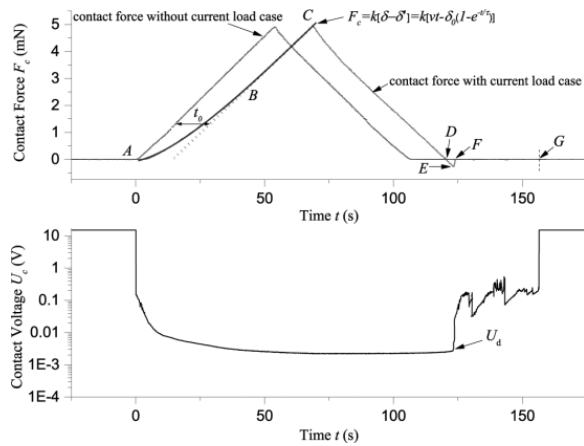 contact force without current load case
C
F_c=k[δ-δ']=k[vt-δ_0(1-e^{-t/τ})]
5
4
3
2
1
0
Contact Force F_c (mN)
contact force with current load case
t_0
A
B
D
E
F
G
0
50
100
150
Time t (s)
10
1
0.1
0.01
1E-3
1E-4
Contact Voltage U_c (V)
U_d
0
50
100
150
Time t (s)